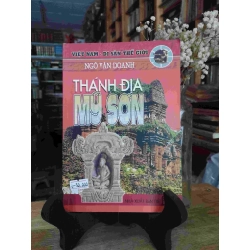 VIỆT NAM - DI SẢN THẾ GIỚI
NGÔ VĂN DOANH
THÁNH ĐỊA
MỸ SƠN